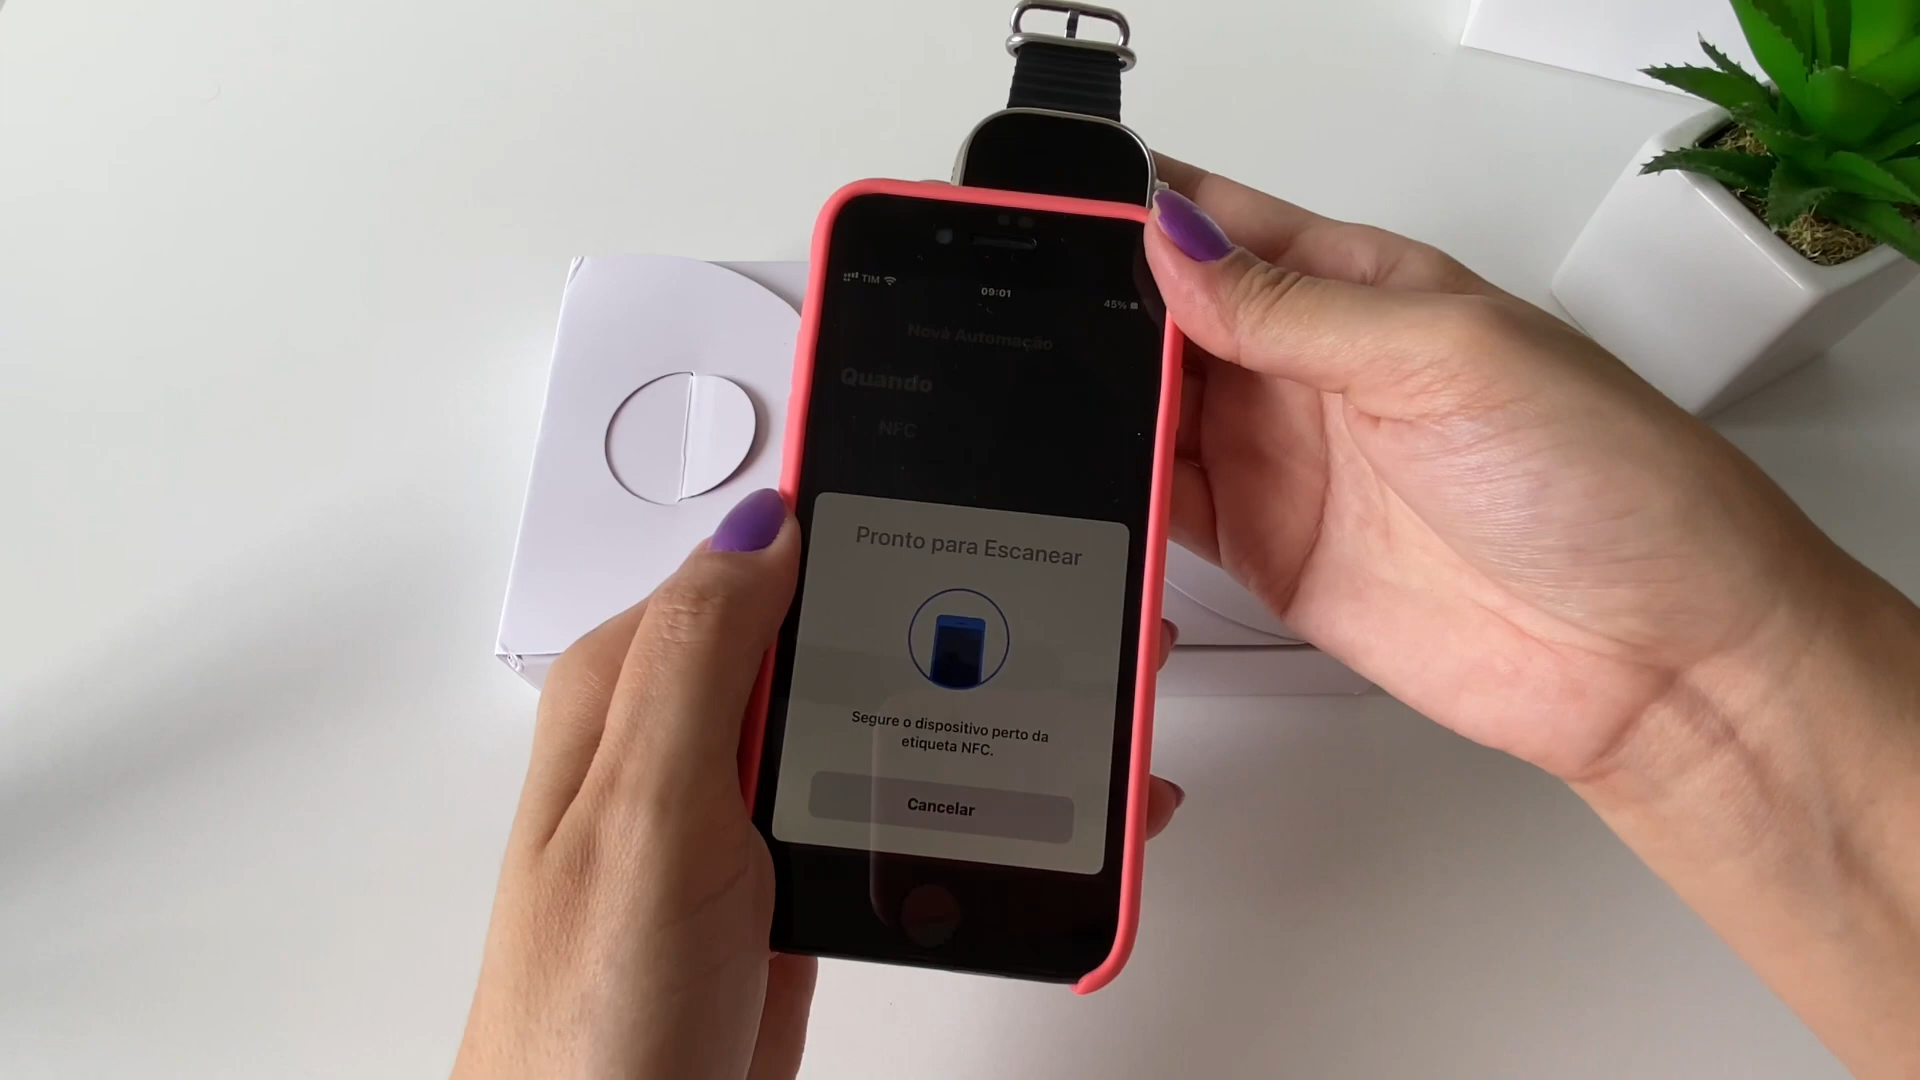 TIM
09:01
45%
Nova Automação
Quando
NFC
Pronto para Escanear
Segure o dispositivo perto da
etiqueta NFC.
Cancelar